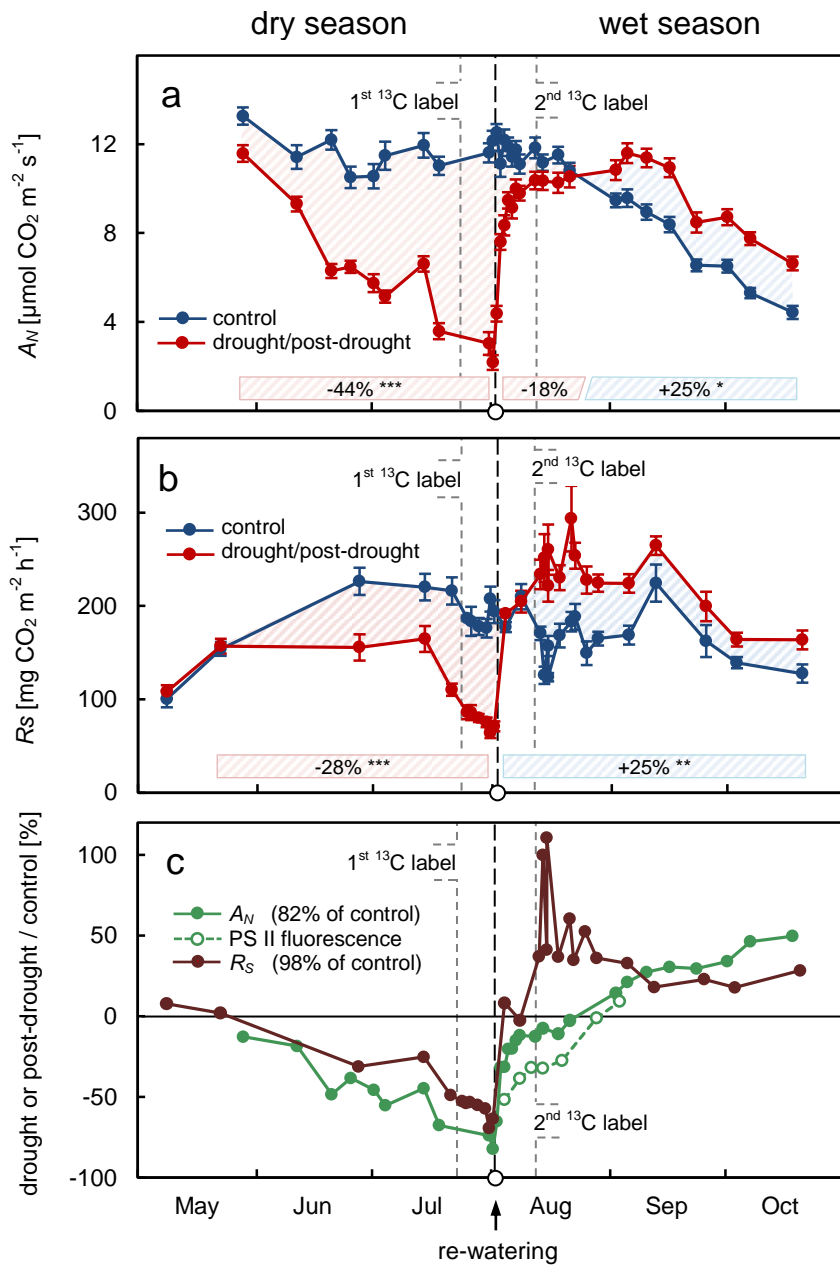 dry season wet season
a
1st 13C label
2nd 13C label
12
8
4
0
AN [µmol CO2 m-2 s-1]
control
drought/post-drought
-44% ***
-18%
+25% *
b
1st 13C label
2nd 13C label
300
200
100
0
Rs [mg CO2 m-2 h-1]
control
drought/post-drought
-28% ***
+25% **
c
1st 13C label
100
50
0
-50
-100
drought or post-drought / control [%]
AN (82% of control)
PS II fluorescence
RS (98% of control)
2nd 13C label
May Jun Jul Aug Sep Oct
re-watering